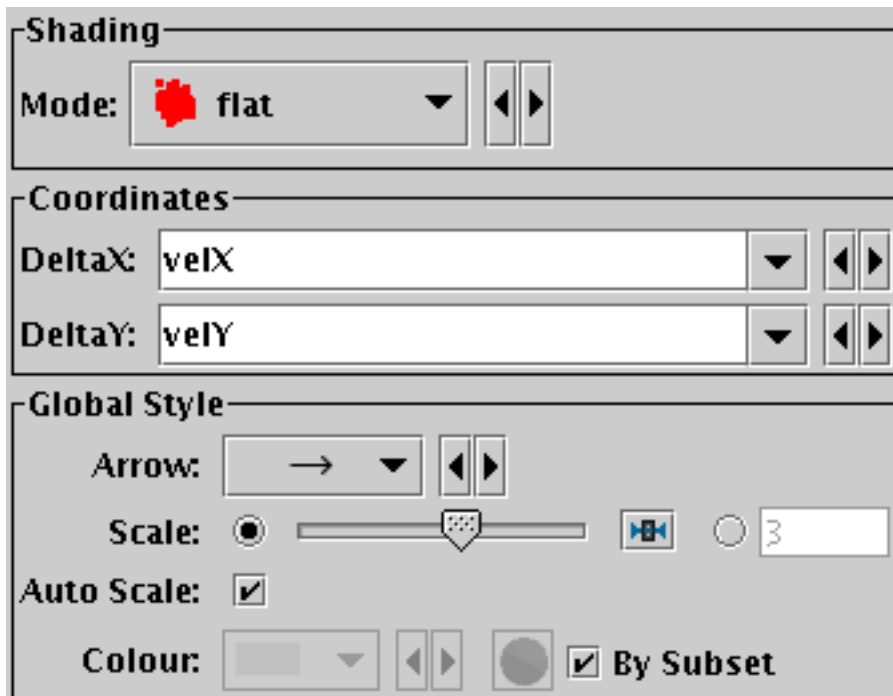 Shading
Mode: flat
Coordinates
DeltaX: velX
DeltaY: velY
Global Style
Arrow:
Scale: 3
Auto Scale:
Colour: By Subset